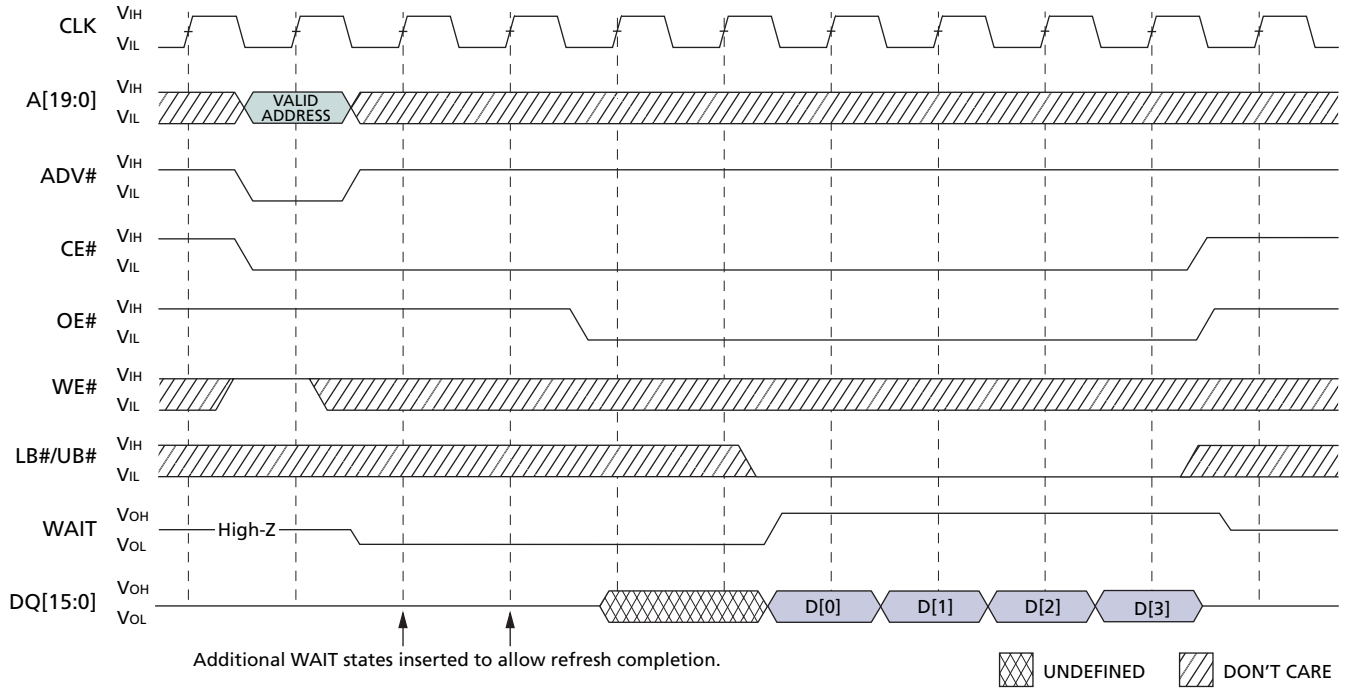 CLK
VIH
VIL
A[19:0]
VIH
VIL
VALID
ADDRESS
ADV#
VIH
VIL
CE#
VIH
VIL
OE#
VIH
VIL
WE#
VIH
VIL
LB#/UB#
VIH
VIL
WAIT
VOH
VOL
High-Z
DQ[15:0]
VOH
VOL
D[0] D[1] D[2] D[3]
Additional WAIT states inserted to allow refresh completion.
UNDEFINED DON'T CARE